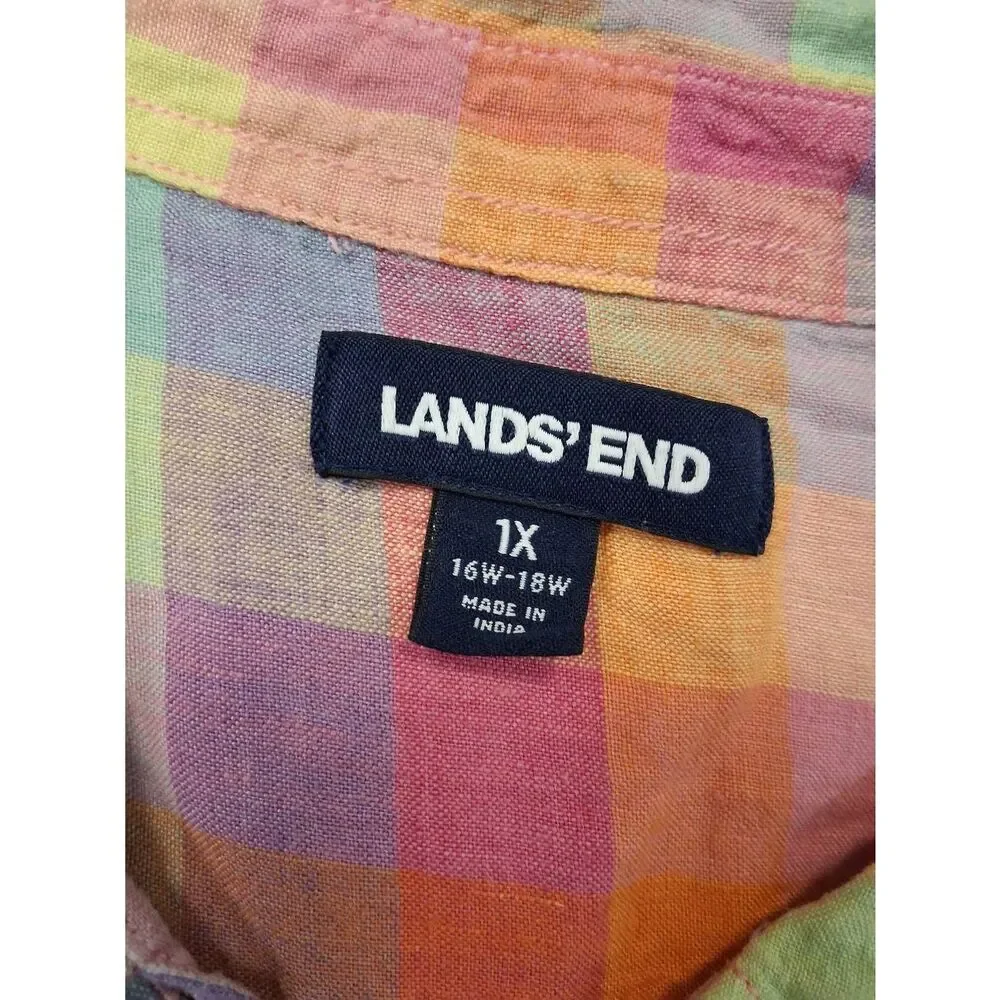 LANDS' END
1X
16W-18W
MADE IN
INDIA